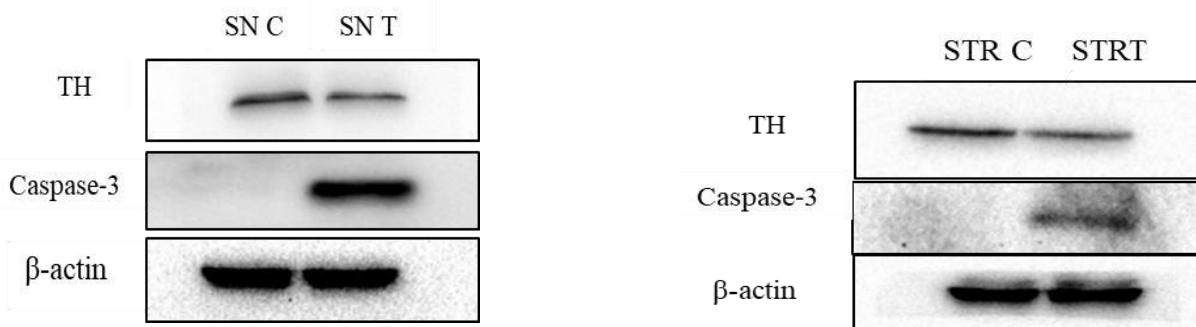 SN C SN T
TH
Caspase-3
β-actin
STR C STRT
TH
Caspase-3
β-actin